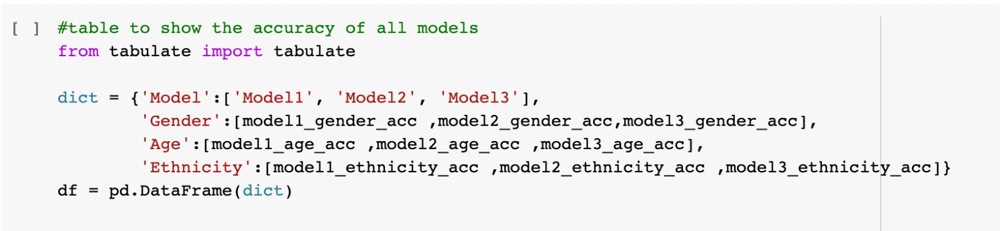 [ ] #table to show the accuracy of all models
from tabulate import tabulate
dict = {'Model':['Model1', 'Model2', 'Model3'],
'Gender':[model1_gender_acc ,model2_gender_acc,model3_gender_acc],
'Age':[model1_age_acc ,model2_age_acc ,model3_age_acc],
'Ethnicity':[model1_ethnicity_acc ,model2_ethnicity_acc ,model3_ethnicity_acc]}
df = pd.DataFrame(dict)